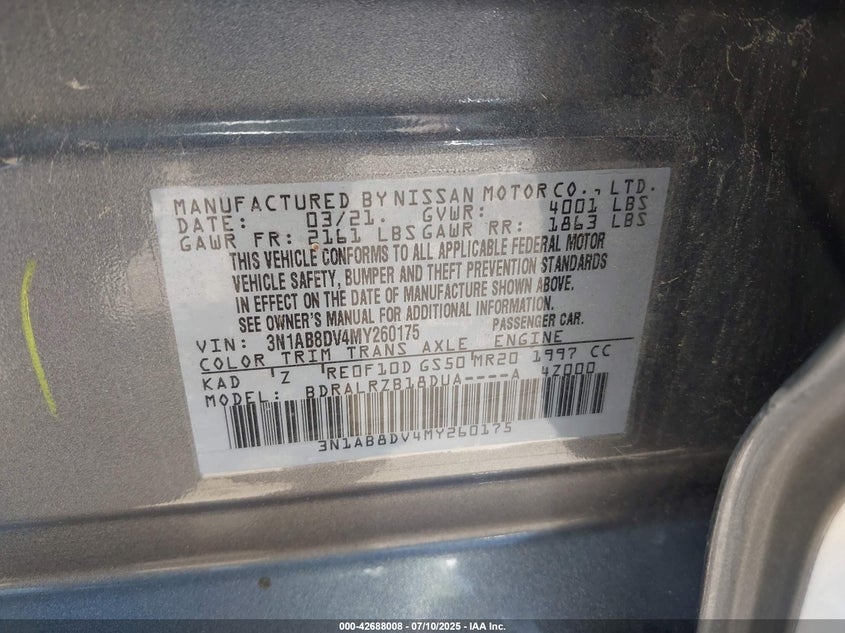 MANUFACTURED BY NISSAN MOTOR CO., LTD.
DATE: 03/21. GVWR: 4001 LBS
GAWR FR: 2161 LBS GAWR RR: 1863 LBS
THIS VEHICLE CONFORMS TO ALL APPLICABLE FEDERAL MOTOR
VEHICLE SAFETY, BUMPER AND THEFT PREVENTION STANDARDS
IN EFFECT ON THE DATE OF MANUFACTURE SHOWN ABOVE.
SEE OWNER'S MANUAL FOR ADDITIONAL INFORMATION.
VIN: 3N1AB8DV4MY260175 PASSENGER CAR.
COLOR TRIM TRANS AXLE ENGINE
KAD Z RE0F10D GS50 MR20 1997 CC
MODEL: BDRALRZB18DUA----A 4Z000
3N1AB8DV4MY260175
000-42688008 - 07/10/2025 - IAA Inc.